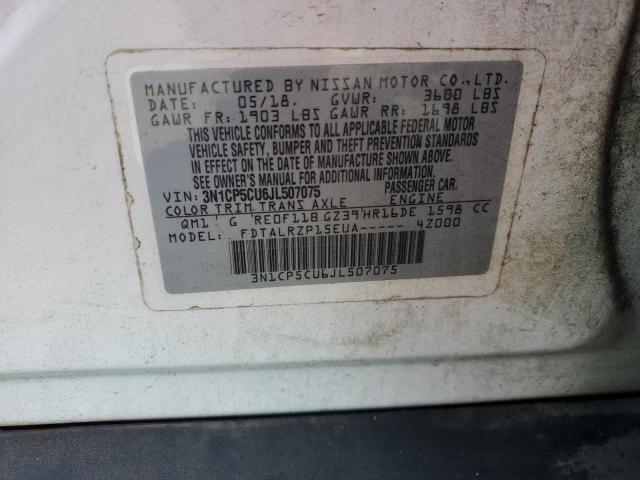 MANUFACTURED BY NISSAN MOTOR CO.,LTD.
DATE: 05/18. GVWR: 3680 LBS
GAWR FR: 1903 LBS GAWR RR: 1698 LBS
THIS VEHICLE CONFORMS TO ALL APPLICABLE FEDERAL MOTOR
VEHICLE SAFETY, BUMPER AND THEFT PREVENTION STANDARDS
IN EFFECT ON THE DATE OF MANUFACTURE SHOWN ABOVE.
SEE OWNER'S MANUAL FOR ADDITIONAL INFORMATION.
VIN: 3N1CP5CU6JL507075 PASSENGER CAR.
COLOR TRIM TRANS AXLE ENGINE
QM1 G RE0F11B GZ39 HR16DE 1598 CC
MODEL: FDTALRZP15EUA----- 4Z000
3N1CP5CU6JL507075